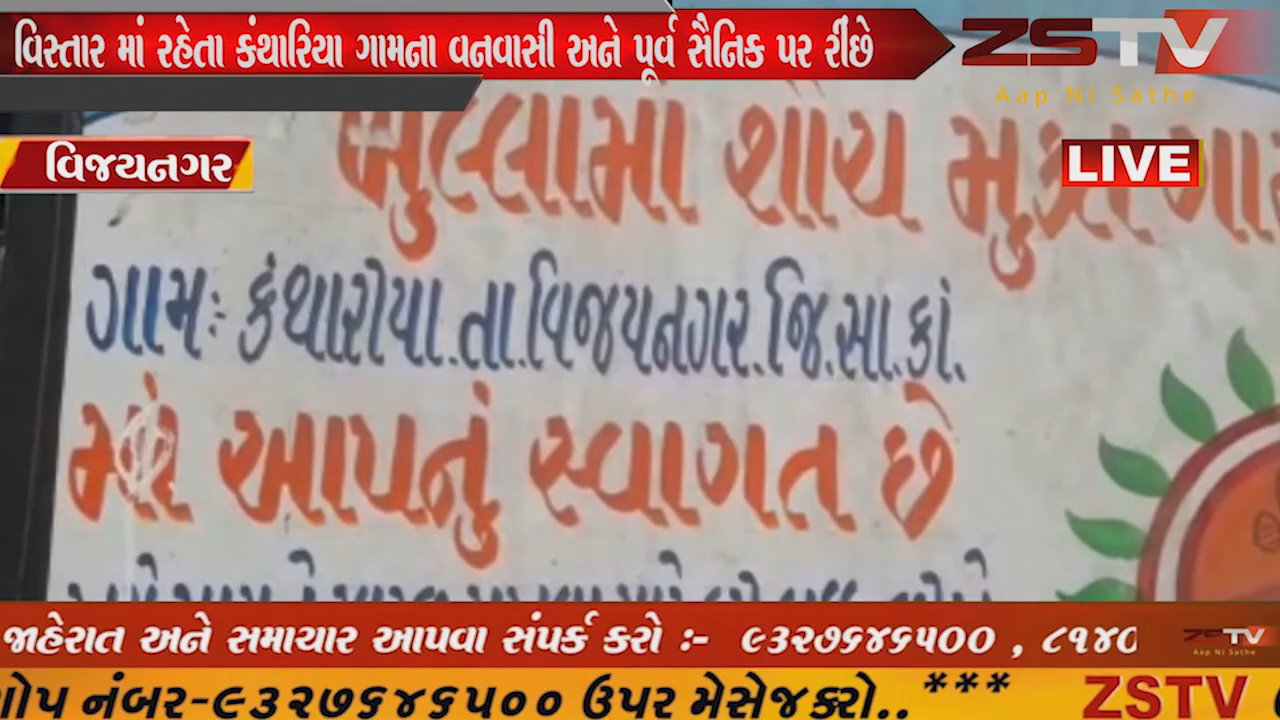 વિસ્તાર માં રહેતા કંથારિયા ગામના વનવાસી અને પૂર્વ સૈનિક પર રીંછે
ZSTV
Aap Ni Sathe
વિજયનગર
LIVE
ખુલ્લામાં શૌચ મુક્ત ગામ
ગામ:- કંથારોયા.તા.વિજયનગર.જિ.સા.કાં.
આપનું સ્વાગત છે
જાહેરાત અને સમાચાર આપવા સંપર્ક કરો :- ૯૩૨૭૬૪૬૫૦૦ , ૮૧૪૦
ZSTV
Aap Ni Sathe
શોપ નંબર-૯૩૨૭૬૪૬૫૦૦ ઉપર મેસેજ કરો.. ***
ZSTV